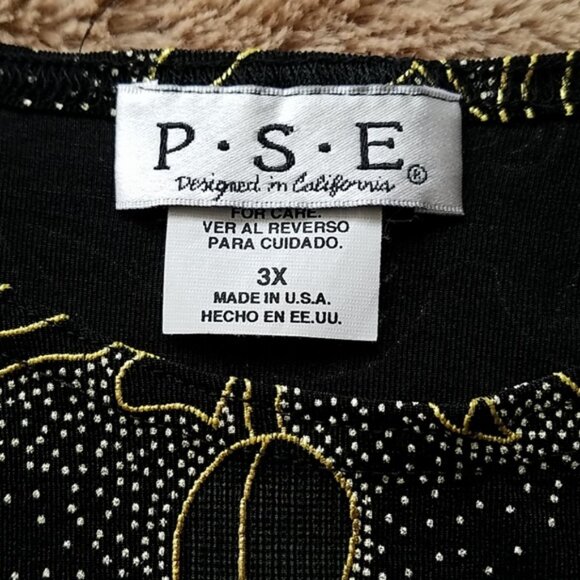 P·S·E®
Designed in California
FOR CARE.
VER AL REVERSO
PARA CUIDADO.
3X
MADE IN U.S.A.
HECHO EN EE.UU.